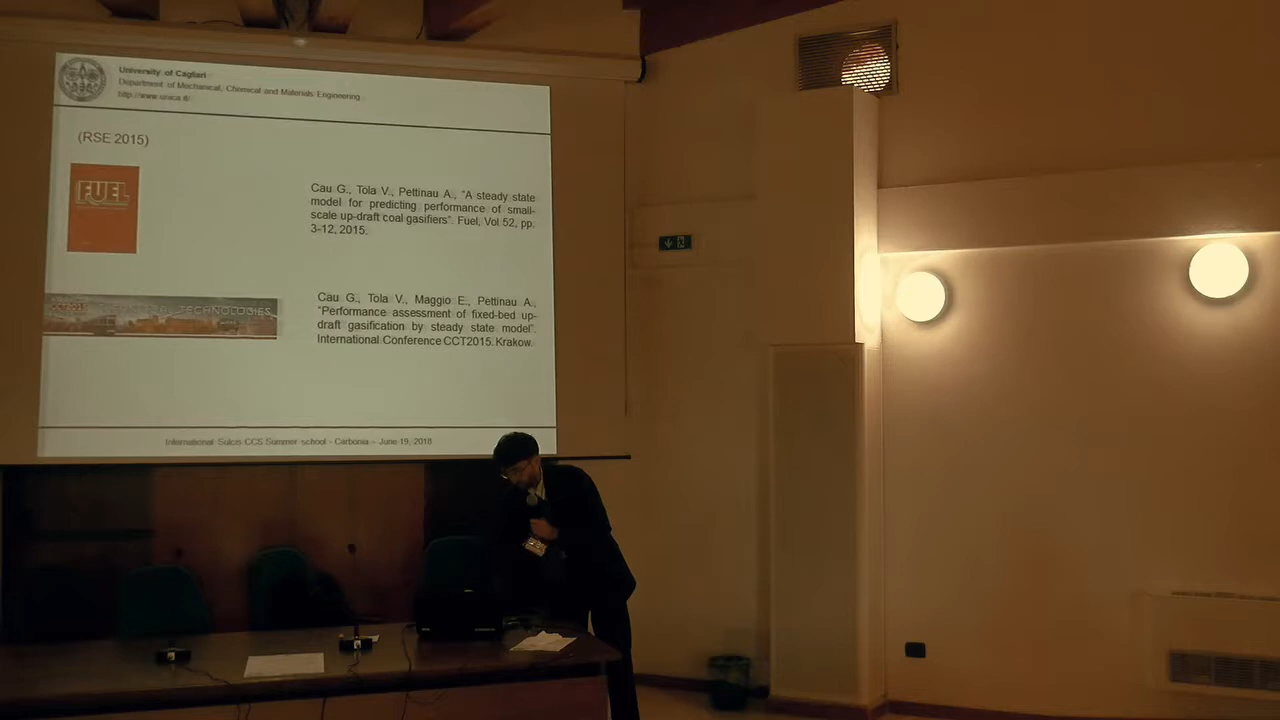 University of Cagliari
Department of Mechanical, Chemical and Materials Engineering
http://www.unica.it/
(RSE 2015)
FUEL
Cau G., Tola V., Pettinau A., “A steady state
model for predicting performance of small-
scale up-draft coal gasifiers”. Fuel, Vol 52, pp.
3-12, 2015.
TECHNOLOGIES
Cau G., Tola V., Maggio E., Pettinau A.,
“Performance assessment of fixed-bed up-
draft gasification by steady state model”.
International Conference CCT2015. Krakow.
International Sulcis CCS Summer school - Carbonia – June 19, 2018